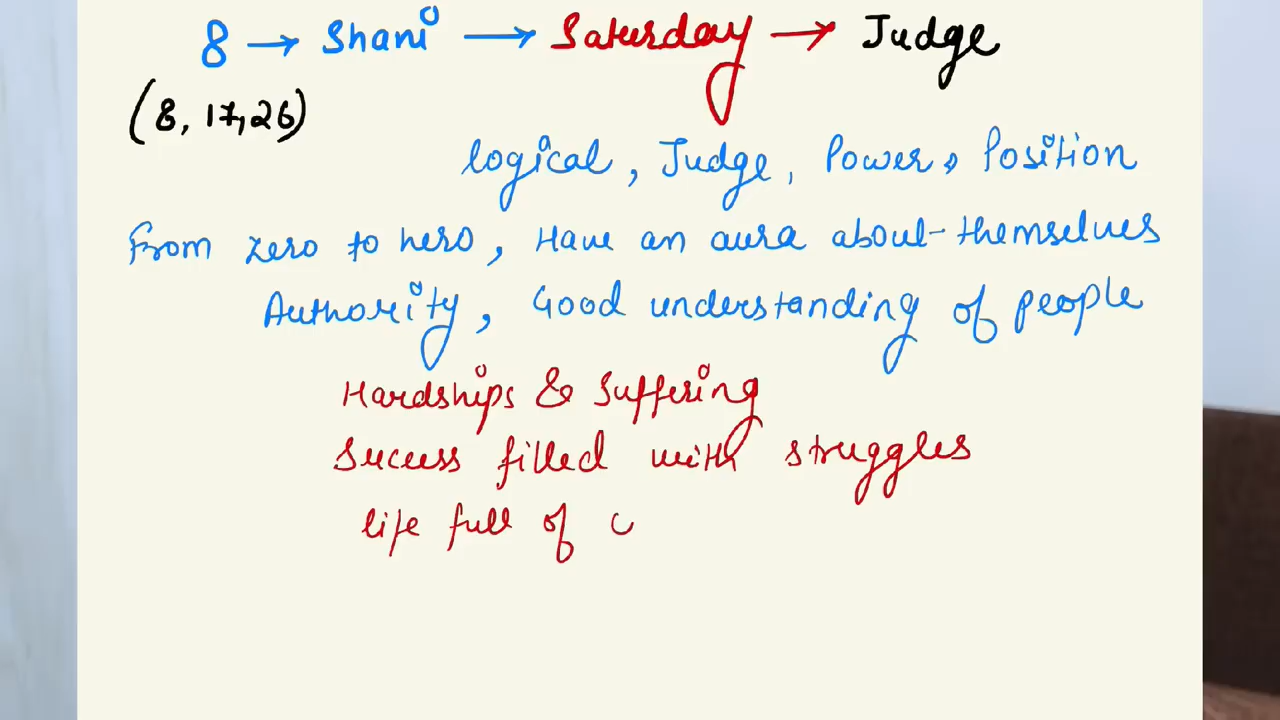 8 → Shani → Saturday → Judge
(8, 17, 26)
logical, Judge, Power, Position
From zero to hero, Have an aura about themselves
Authority, Good understanding of people
Hardships & Suffering
Success filled with struggles
life full of c